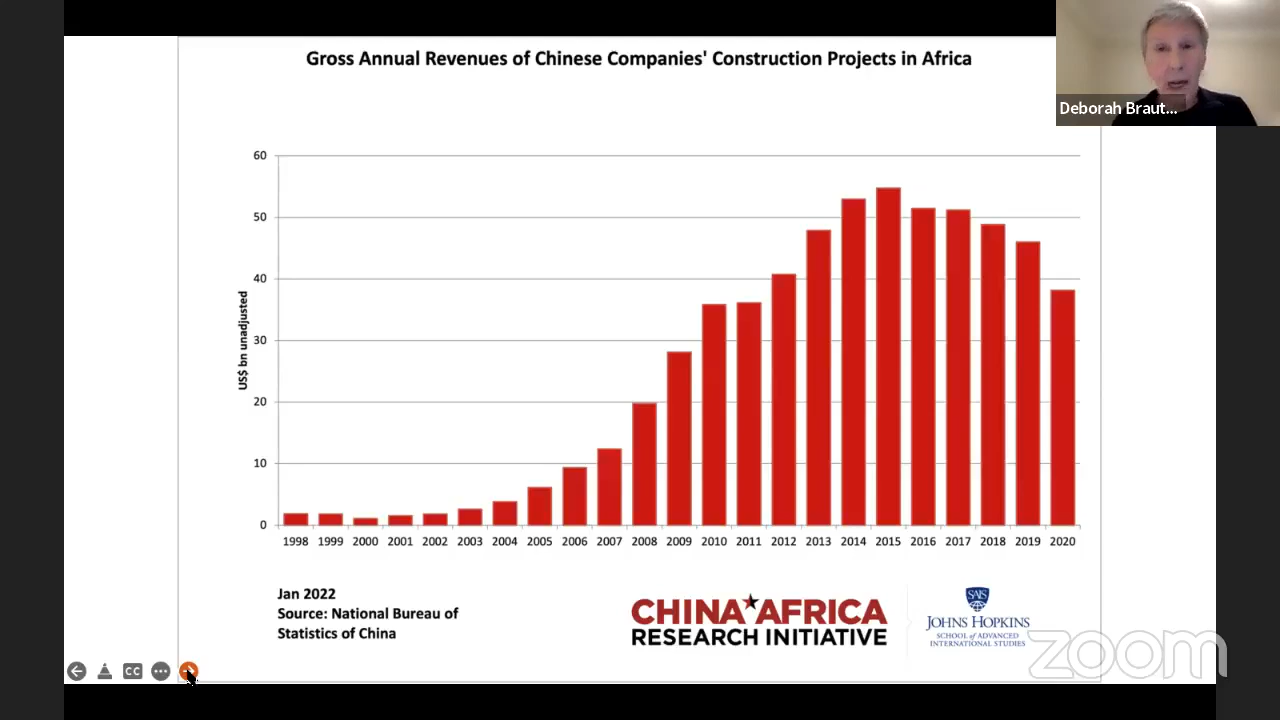 Gross Annual Revenues of Chinese Companies' Construction Projects in Africa
Deborah Braut...
US$ bn unadjusted
60
50
40
30
20
10
0
1998 1999 2000 2001 2002 2003 2004 2005 2006 2007 2008 2009 2010 2011 2012 2013 2014 2015 2016 2017 2018 2019 2020
Jan 2022
Source: National Bureau of
Statistics of China
CHINA AFRICA
RESEARCH INITIATIVE
SAIS
JOHNS HOPKINS
SCHOOL of ADVANCED
INTERNATIONAL STUDIES
CC
zoom